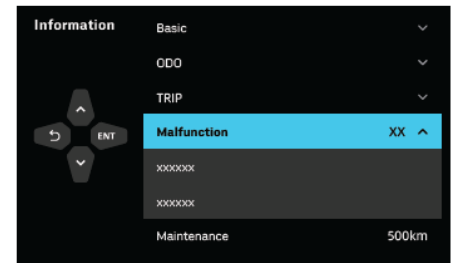 Information
Basic
ODO
TRIP
ENT
Malfunction XX
xxxxxx
xxxxxx
Maintenance 500km